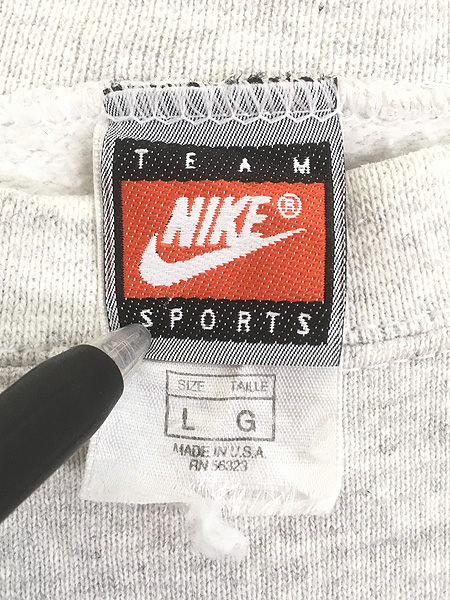 TEAM
NIKE®
SPORTS
SIZE TAILLE
L G
MADE IN U.S.A
RN 56323